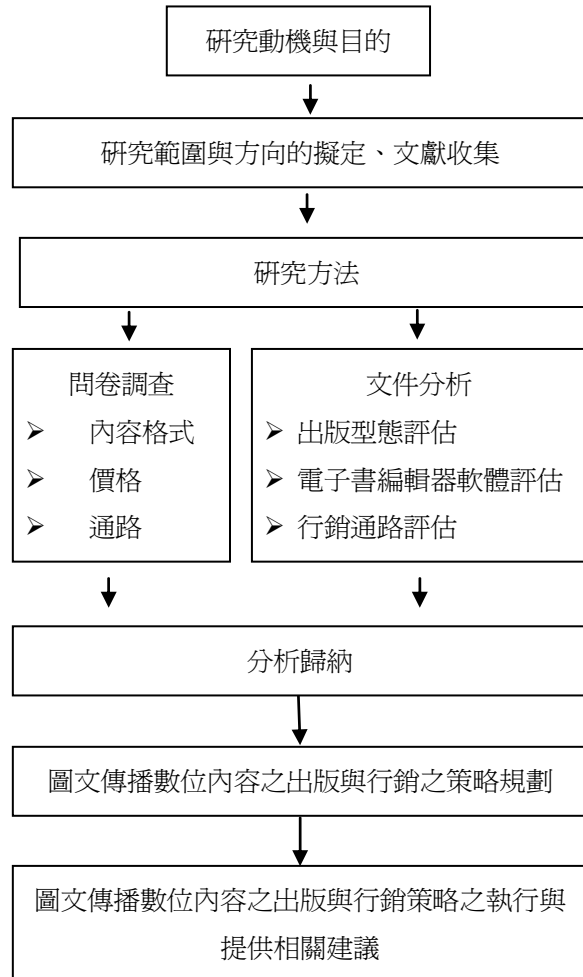 研究動機與目的
研究範圍與方向的擬定、文獻收集
研究方法
問卷調查
➢ 內容格式
➢ 價格
➢ 通路
文件分析
➢ 出版型態評估
➢ 電子書編輯器軟體評估
➢ 行銷通路評估
分析歸納
圖文傳播數位內容之出版與行銷之策略規劃
圖文傳播數位內容之出版與行銷策略之執行與
提供相關建議